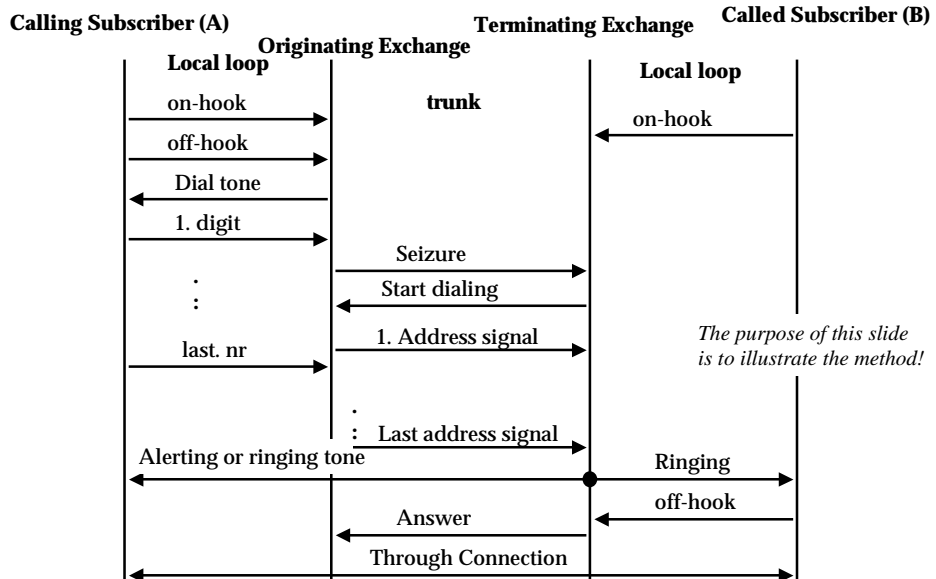 Calling Subscriber (A)
Originating Exchange
Terminating Exchange
Called Subscriber (B)
Local loop
trunk
Local loop
on-hook
on-hook
off-hook
Dial tone
1. digit
Seizure
.
:
Start dialing
last. nr
1. Address signal
The purpose of this slide
is to illustrate the method!
.
:
Last address signal
Alerting or ringing tone
Ringing
off-hook
Answer
Through Connection